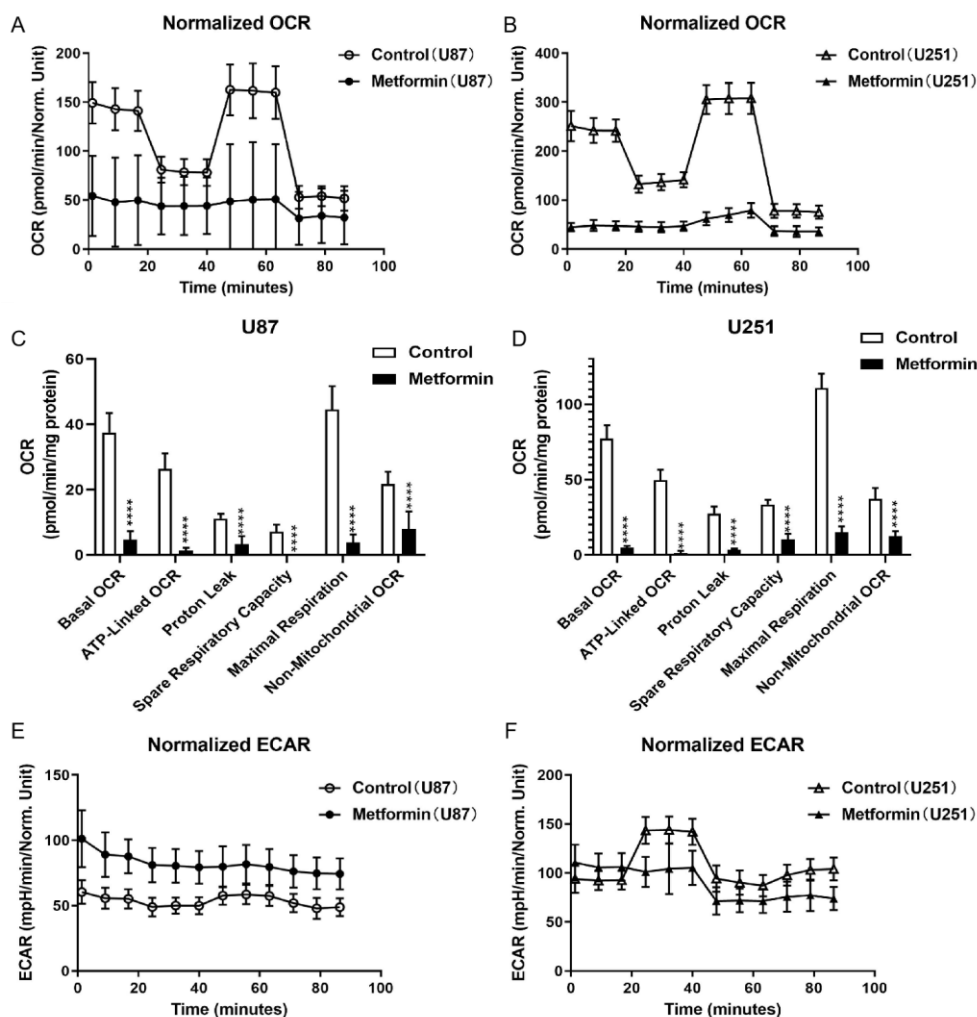 A
Normalized OCR
Control(U87)
Metformin(U87)
OCR (pmol/min/Norm. Unit)
200
150
100
50
0
0 20 40 60 80 100
Time (minutes)
B
Normalized OCR
Control(U251)
Metformin(U251)
OCR (pmol/min/Norm. Unit)
400
300
200
100
0
0 20 40 60 80 100
Time (minutes)
C
U87
Control
Metformin
OCR
(pmol/min/mg protein)
60
40
20
0
**** **** **** **** **** ****
Basal OCR
ATP-Linked OCR
Proton Leak
Spare Respiratory Capacity
Maximal Respiration
Non-Mitochondrial OCR
D
U251
Control
Metformin
OCR
(pmol/min/mg protein)
100
50
0
**** **** **** **** **** ****
Basal OCR
ATP-Linked OCR
Proton Leak
Spare Respiratory Capacity
Maximal Respiration
Non-Mitochondrial OCR
E
Normalized ECAR
Control(U87)
Metformin(U87)
ECAR (mpH/min/Norm. Unit)
150
100
50
0
0 20 40 60 80 100
Time (minutes)
F
Normalized ECAR
Control(U251)
Metformin(U251)
ECAR (mpH/min/Norm. Unit)
200
150
100
50
0
0 20 40 60 80 100
Time (minutes)